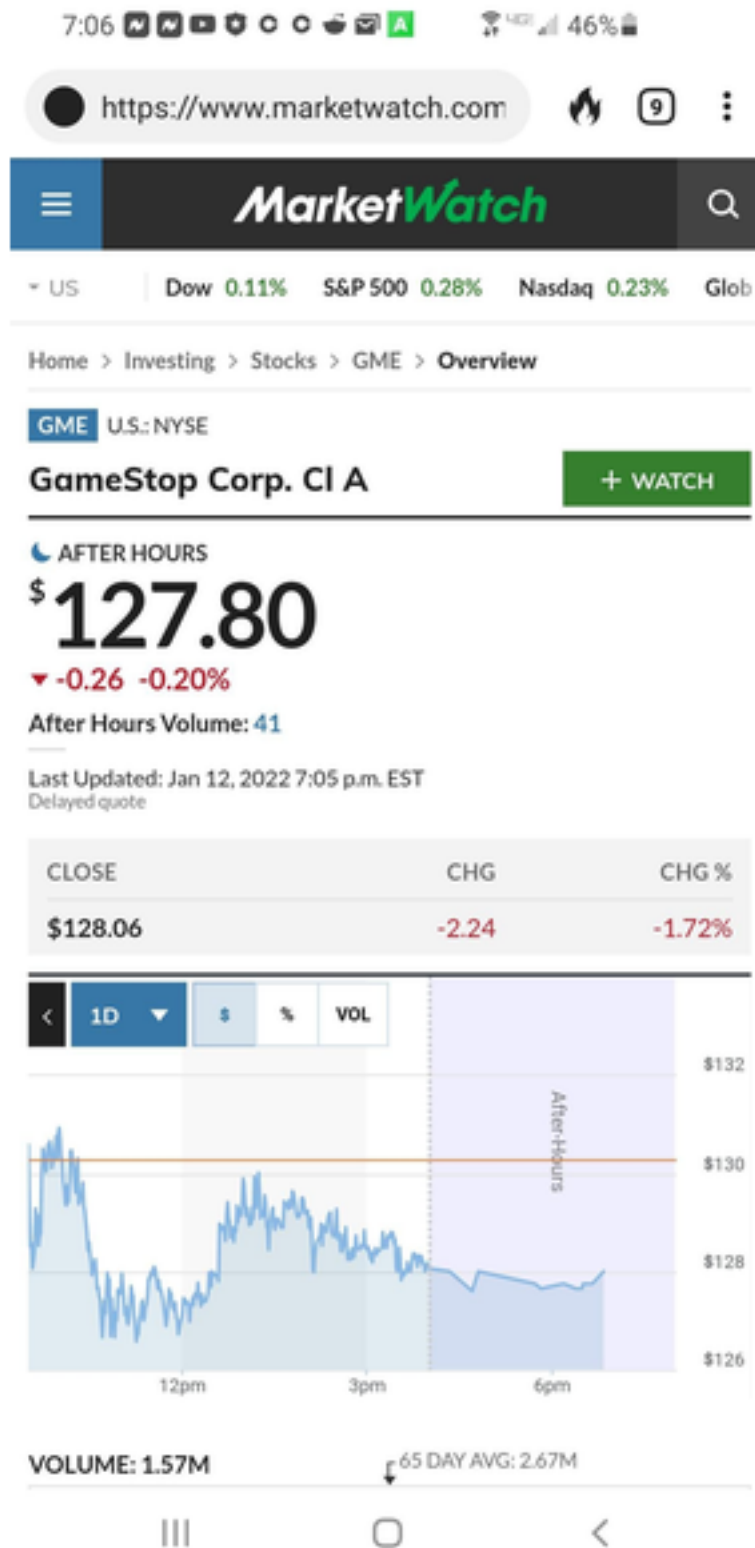 7:06 46%
https://www.marketwatch.com 9
MarketWatch
US Dow 0.11% S&P 500 0.28% Nasdaq 0.23% Glob
Home > Investing > Stocks > GME > Overview
GME U.S.: NYSE
GameStop Corp. Cl A + WATCH
AFTER HOURS
$127.80
-0.26 -0.20%
After Hours Volume: 41
Last Updated: Jan 12, 2022 7:05 p.m. EST
Delayed quote
CLOSE CHG CHG %
$128.06 -2.24 -1.72%
1D $ % VOL
$132
After-Hours
$130
$128
$126
12pm 3pm 6pm
VOLUME: 1.57M 65 DAY AVG: 2.67M